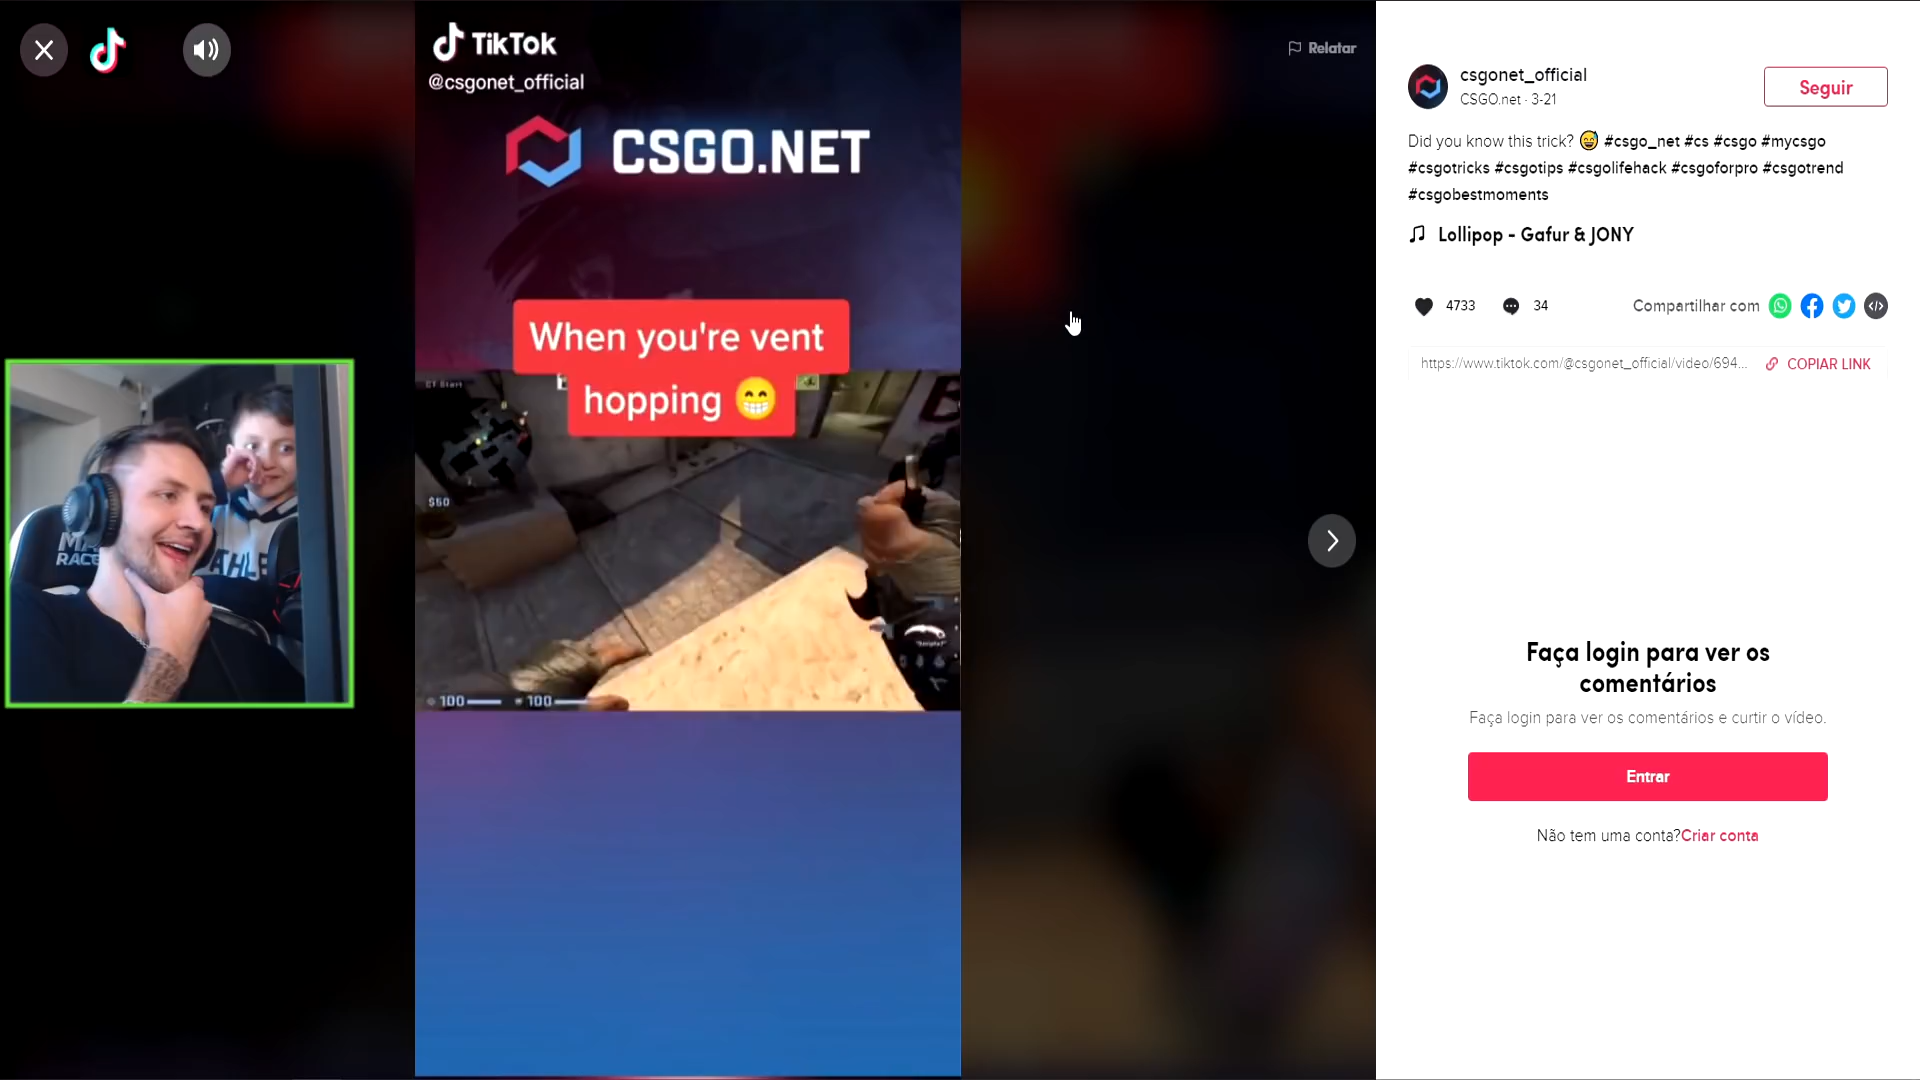 TikTok
@csgonet_official
CSGO.NET
When you're vent
hopping 😁
CT Start
$50
100
100
RACE
Relatar
csgonet_official
CSGO.net · 3-21
Seguir
Did you know this trick? 😅 #csgo_net #cs #csgo #mycsgo
#csgotricks #csgotips #csgolifehack #csgoforpro #csgotrend
#csgobestmoments
Lollipop - Gafur & JONY
4733
34
Compartilhar com
https://www.tiktok.com/@csgonet_official/video/694...
COPIAR LINK
Faça login para ver os
comentários
Faça login para ver os comentários e curtir o vídeo.
Entrar
Não tem uma conta?Criar conta